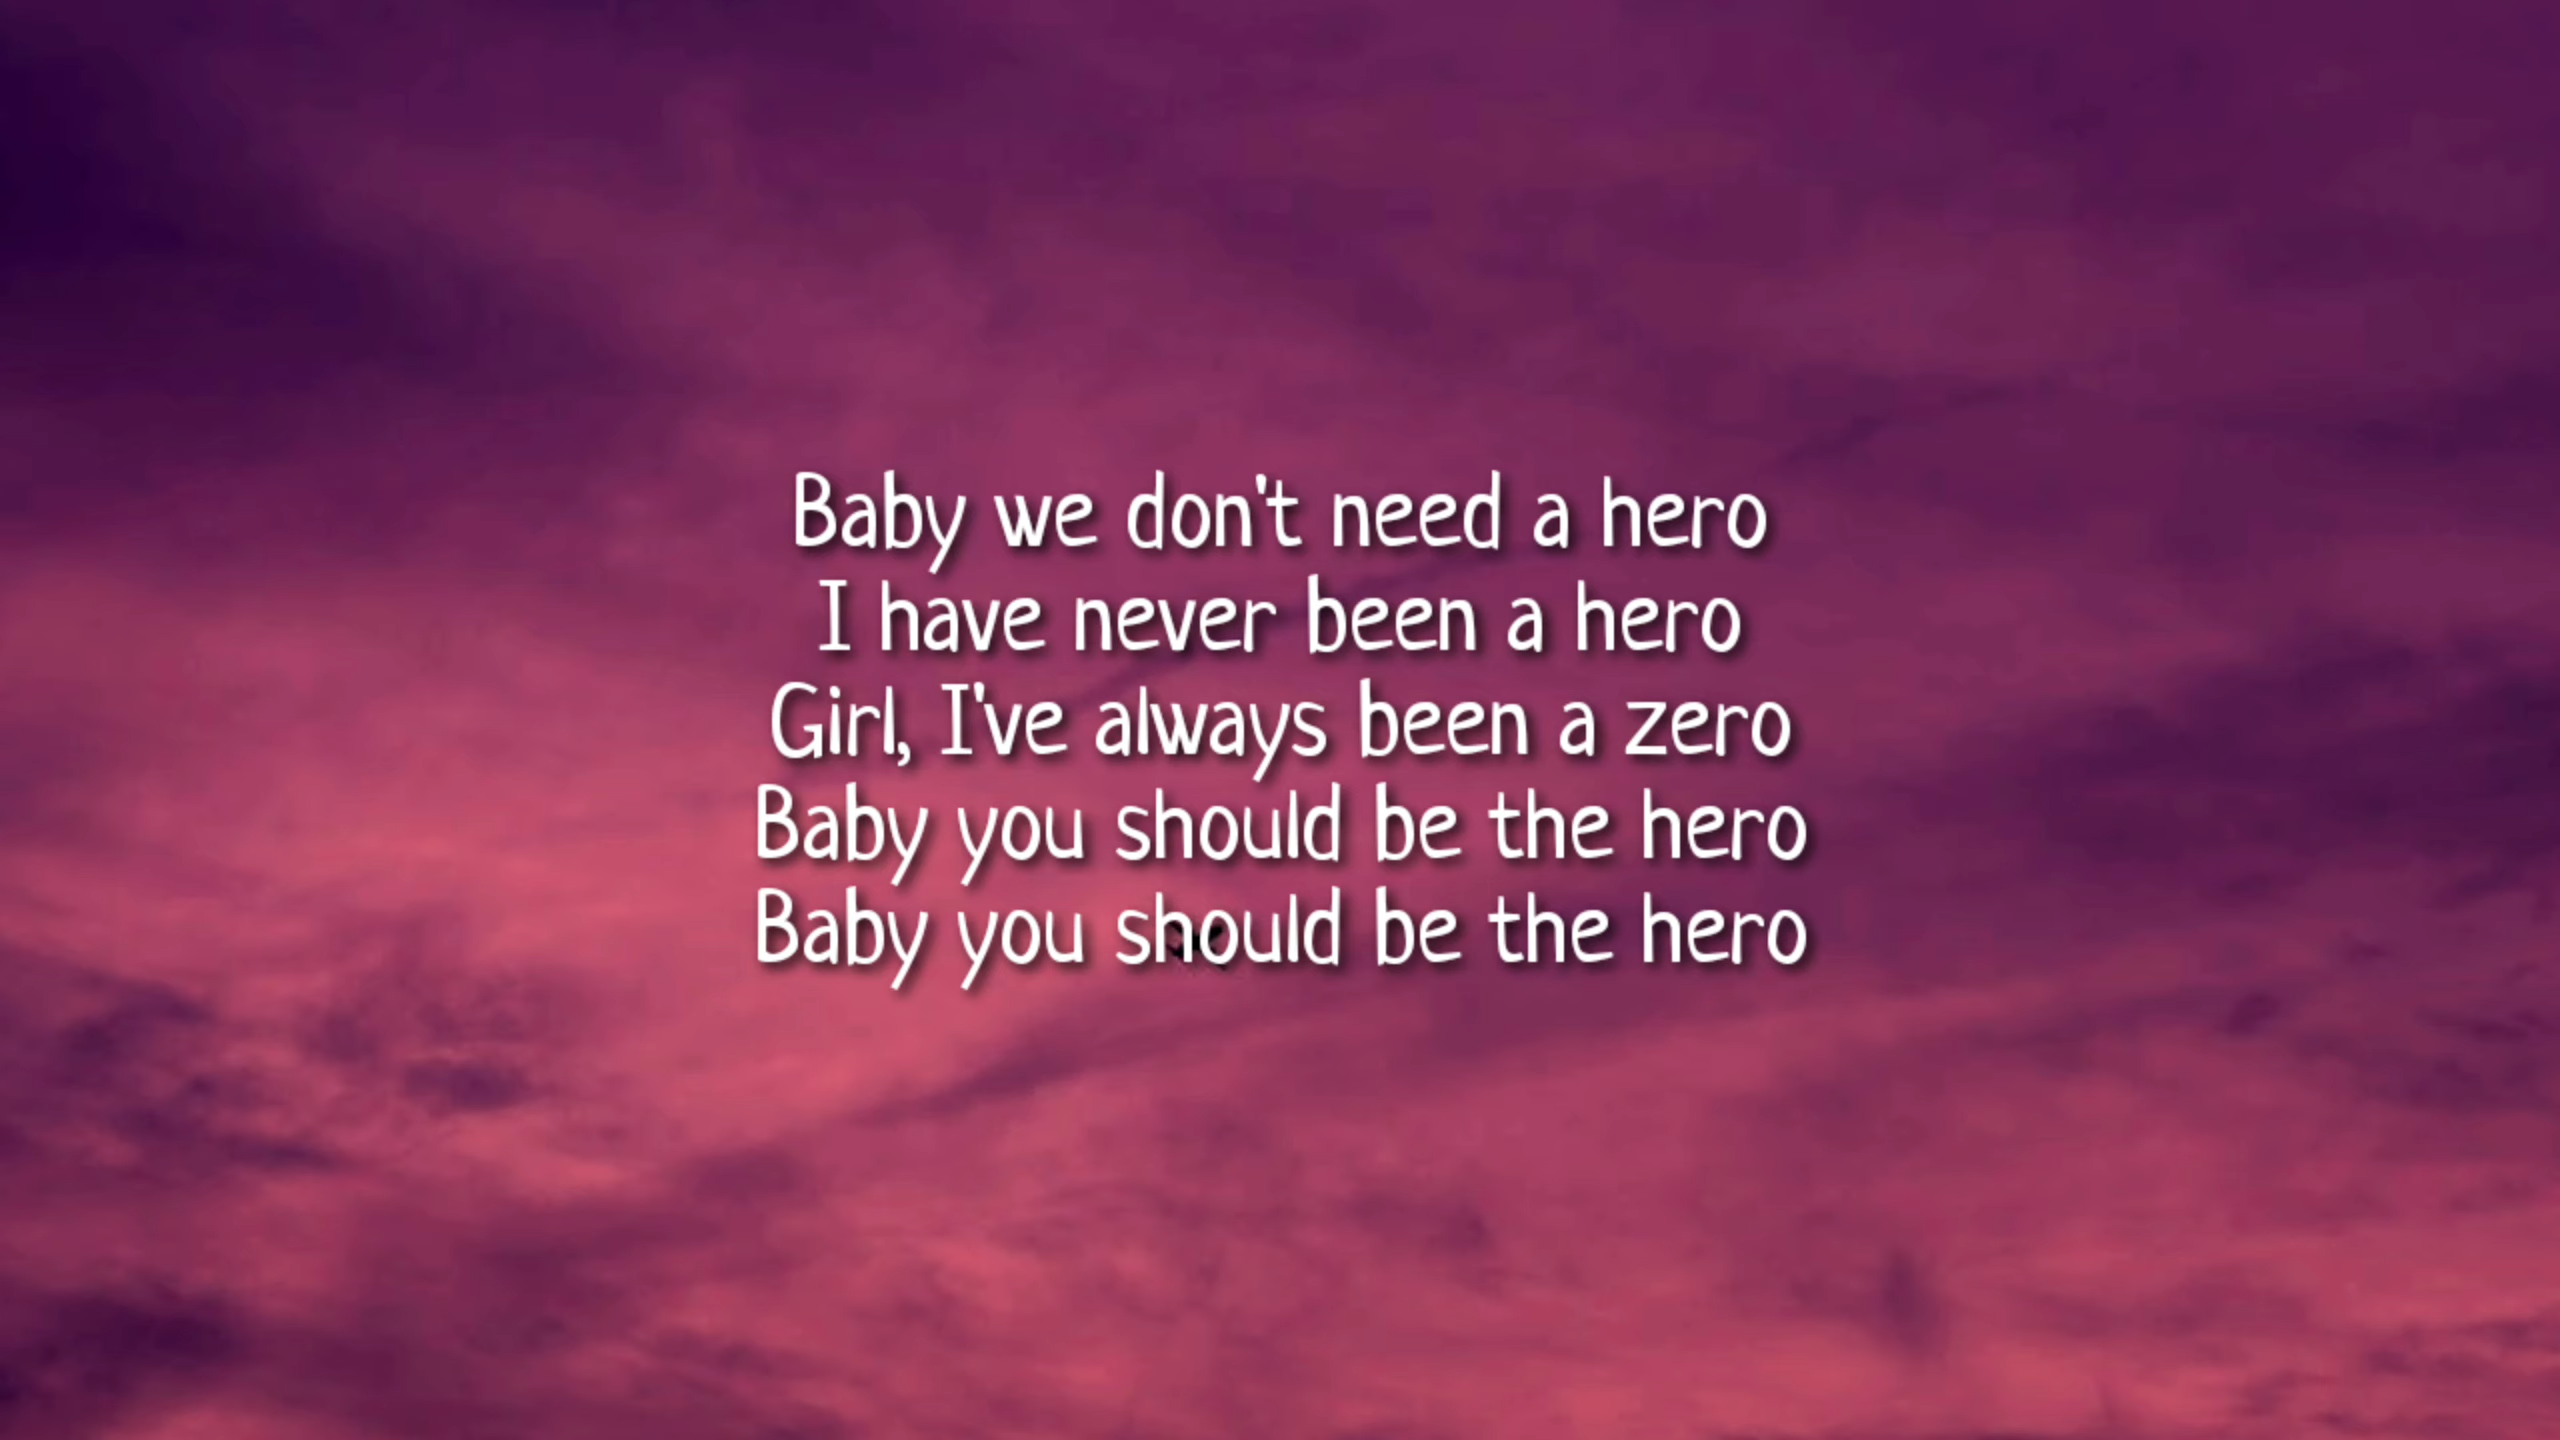 Baby we don't need a hero
I have never been a hero
Girl, I've always been a zero
Baby you should be the hero
Baby you should be the hero